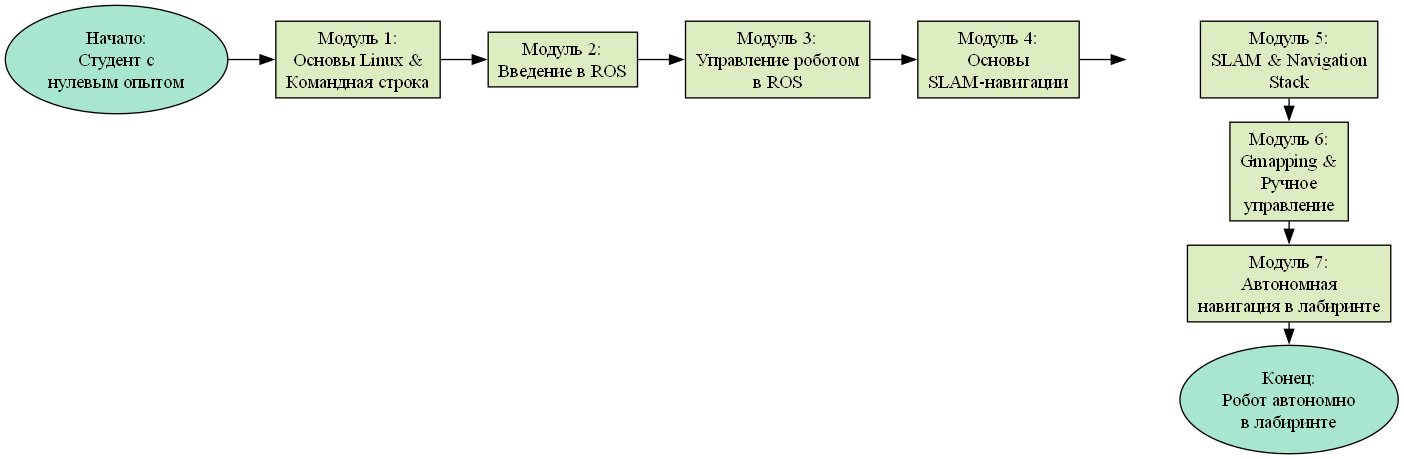 Начало:
Студент с
нулевым опытом
Модуль 1:
Основы Linux &
Командная строка
Модуль 2:
Введение в ROS
Модуль 3:
Управление роботом
в ROS
Модуль 4:
Основы
SLAM-навигации
Модуль 5:
SLAM & Navigation
Stack
Модуль 6:
Gmapping &
Ручное
управление
Модуль 7:
Автономная
навигация в лабиринте
Конец:
Робот автономно
в лабиринте